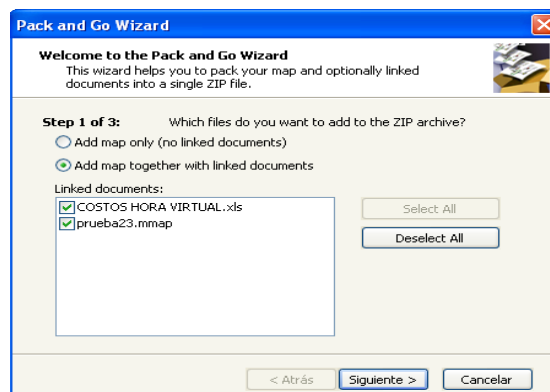 Pack and Go Wizard
Welcome to the Pack and Go Wizard
This wizard helps you to pack your map and optionally linked
documents into a single ZIP file.
Step 1 of 3: Which files do you want to add to the ZIP archive?
Add map only (no linked documents)
Add map together with linked documents
Linked documents:
COSTOS HORA VIRTUAL.xls
prueba23.mmap
Select All
Deselect All
< Atrás
Siguiente >
Cancelar